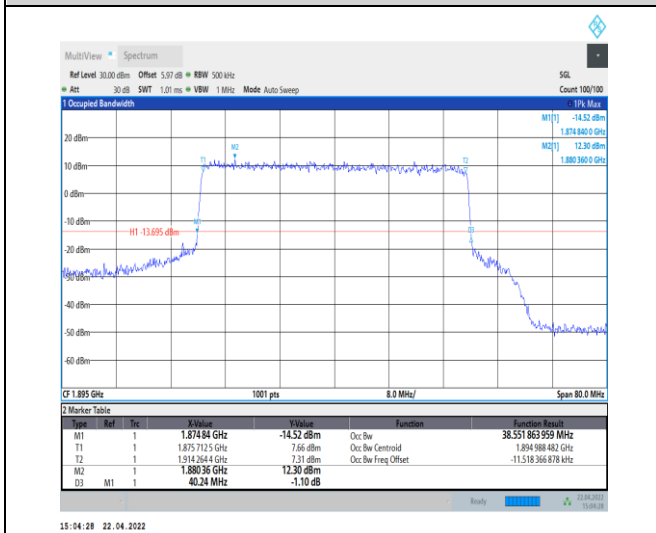 MultiView Spectrum
Ref Level 30.00 dBm Offset 5.97 dB RBW 500 kHz SGL
Att 30 dB SWT 1.01 ms VBW 1 MHz Mode Auto Sweep Count 100/100
1 Occupied Bandwidth 1Pk Max
M1[1] -14.52 dBm
1.874 840 0 GHz
M2[1] 12.30 dBm
1.880 360 0 GHz
20 dBm
M2
T1 T2
10 dBm
0 dBm
-10 dBm
M1
H1 -13.695 dBm
D3
-20 dBm
-30 dBm
-40 dBm
-50 dBm
-60 dBm
CF 1.895 GHz 1001 pts 8.0 MHz/ Span 80.0 MHz
2 Marker Table
Type Ref Trc X-Value Y-Value Function Function Result
M1 1 1.874 84 GHz -14.52 dBm Occ Bw 38.551 863 959 MHz
T1 1 1.875 712 5 GHz 7.66 dBm Occ Bw Centroid 1.894 988 482 GHz
T2 1 1.914 264 4 GHz 7.31 dBm Occ Bw Freq Offset -11.518 366 878 kHz
M2 1 1.880 36 GHz 12.30 dBm
D3 M1 1 40.24 MHz -1.10 dB
Ready 22.04.2022
15:04:28
15:04:28 22.04.2022